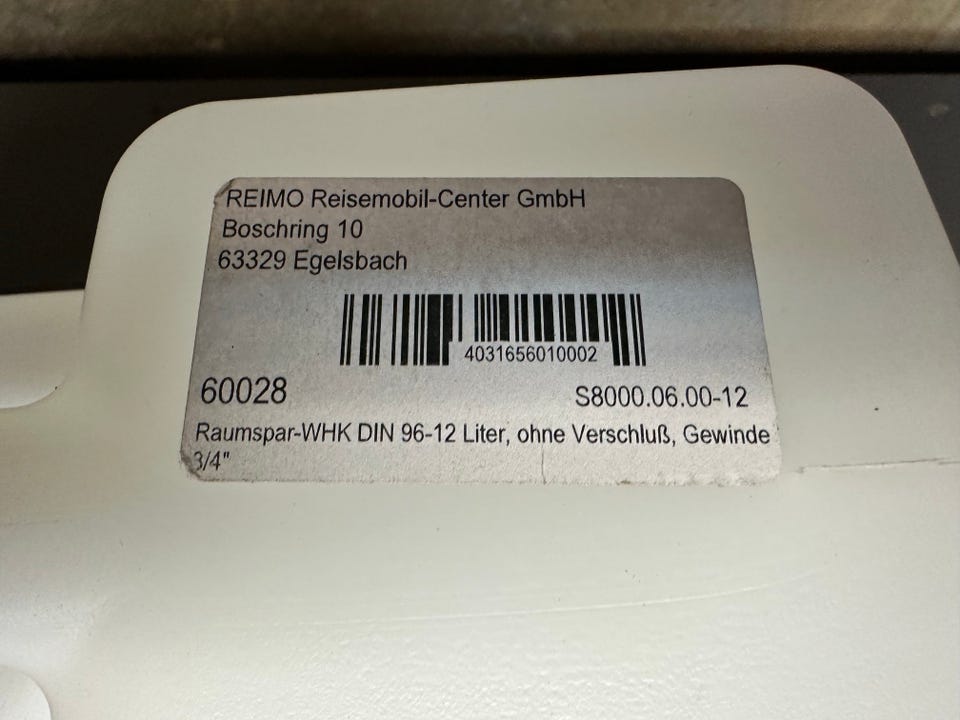 REIMO Reisemobil-Center GmbH
Boschring 10
63329 Egelsbach
4031656010002
60028 S8000.06.00-12
Raumspar-WHK DIN 96-12 Liter, ohne Verschluß, Gewinde
3/4"